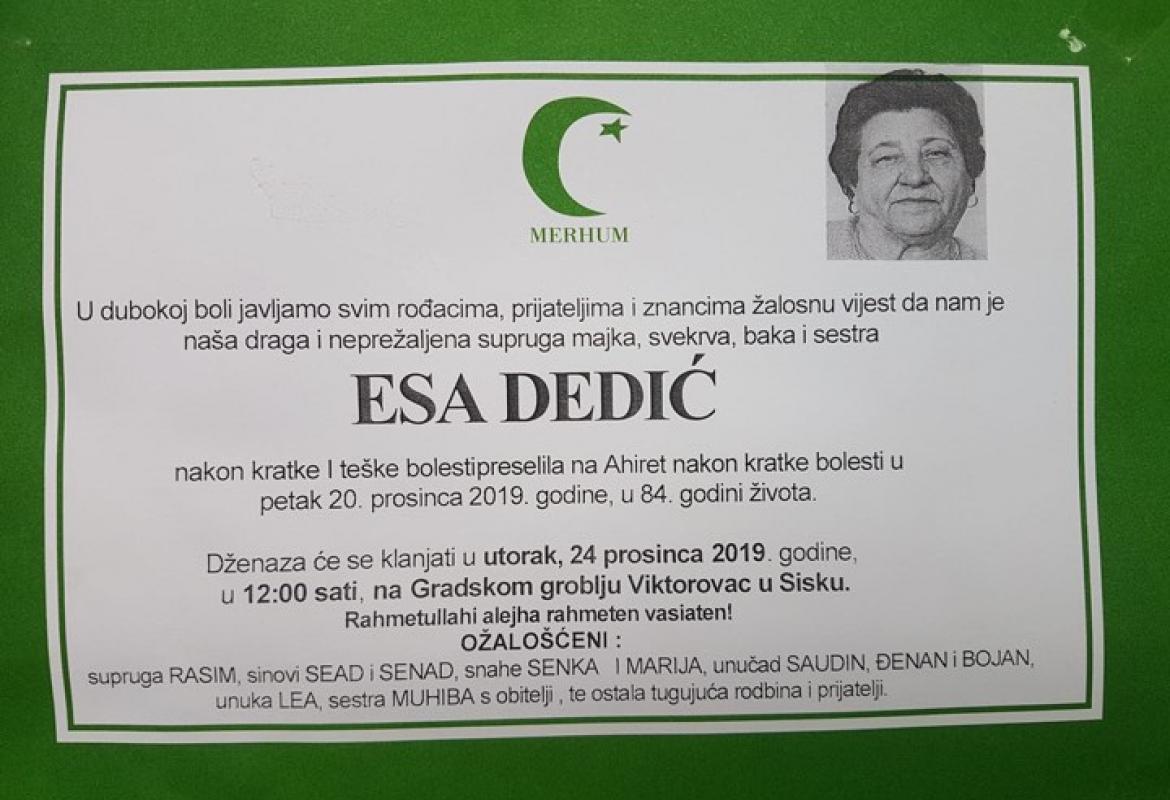 MERHUM
U dubokoj boli javljamo svim rođacima, prijateljima i znancima žalosnu vijest da nam je
naša draga i neprežaljena supruga majka, svekrva, baka i sestra
ESA DEDIĆ
nakon kratke I teške bolestipreselila na Ahiret nakon kratke bolesti u
petak 20. prosinca 2019. godine, u 84. godini života.
Dženaza će se klanjati u utorak, 24 prosinca 2019. godine,
u 12:00 sati, na Gradskom groblju Viktorovac u Sisku.
Rahmetullahi alejha rahmeten vasiaten!
OŽALOŠĆENI :
supruga RASIM, sinovi SEAD i SENAD, snahe SENKA I MARIJA, unučad SAUDIN, ĐENAN i BOJAN,
unuka LEA, sestra MUHIBA s obitelji , te ostala tugujuća rodbina i prijatelji.